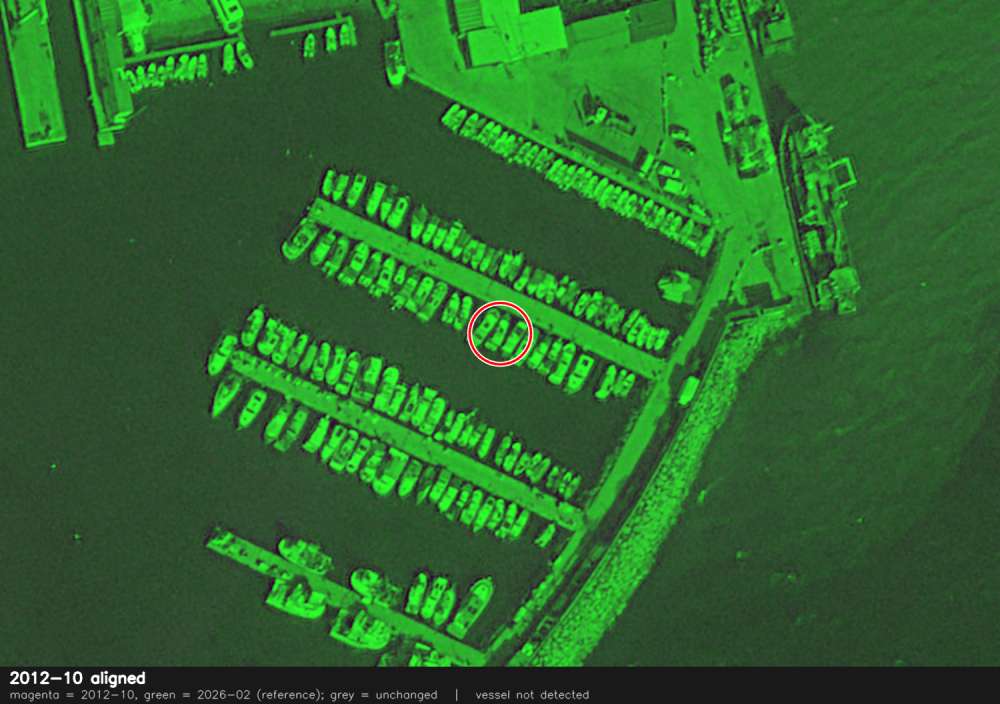 2012-10 aligned
magenta = 2012-10, green = 2026-02 (reference); grey = unchanged | vessel not detected